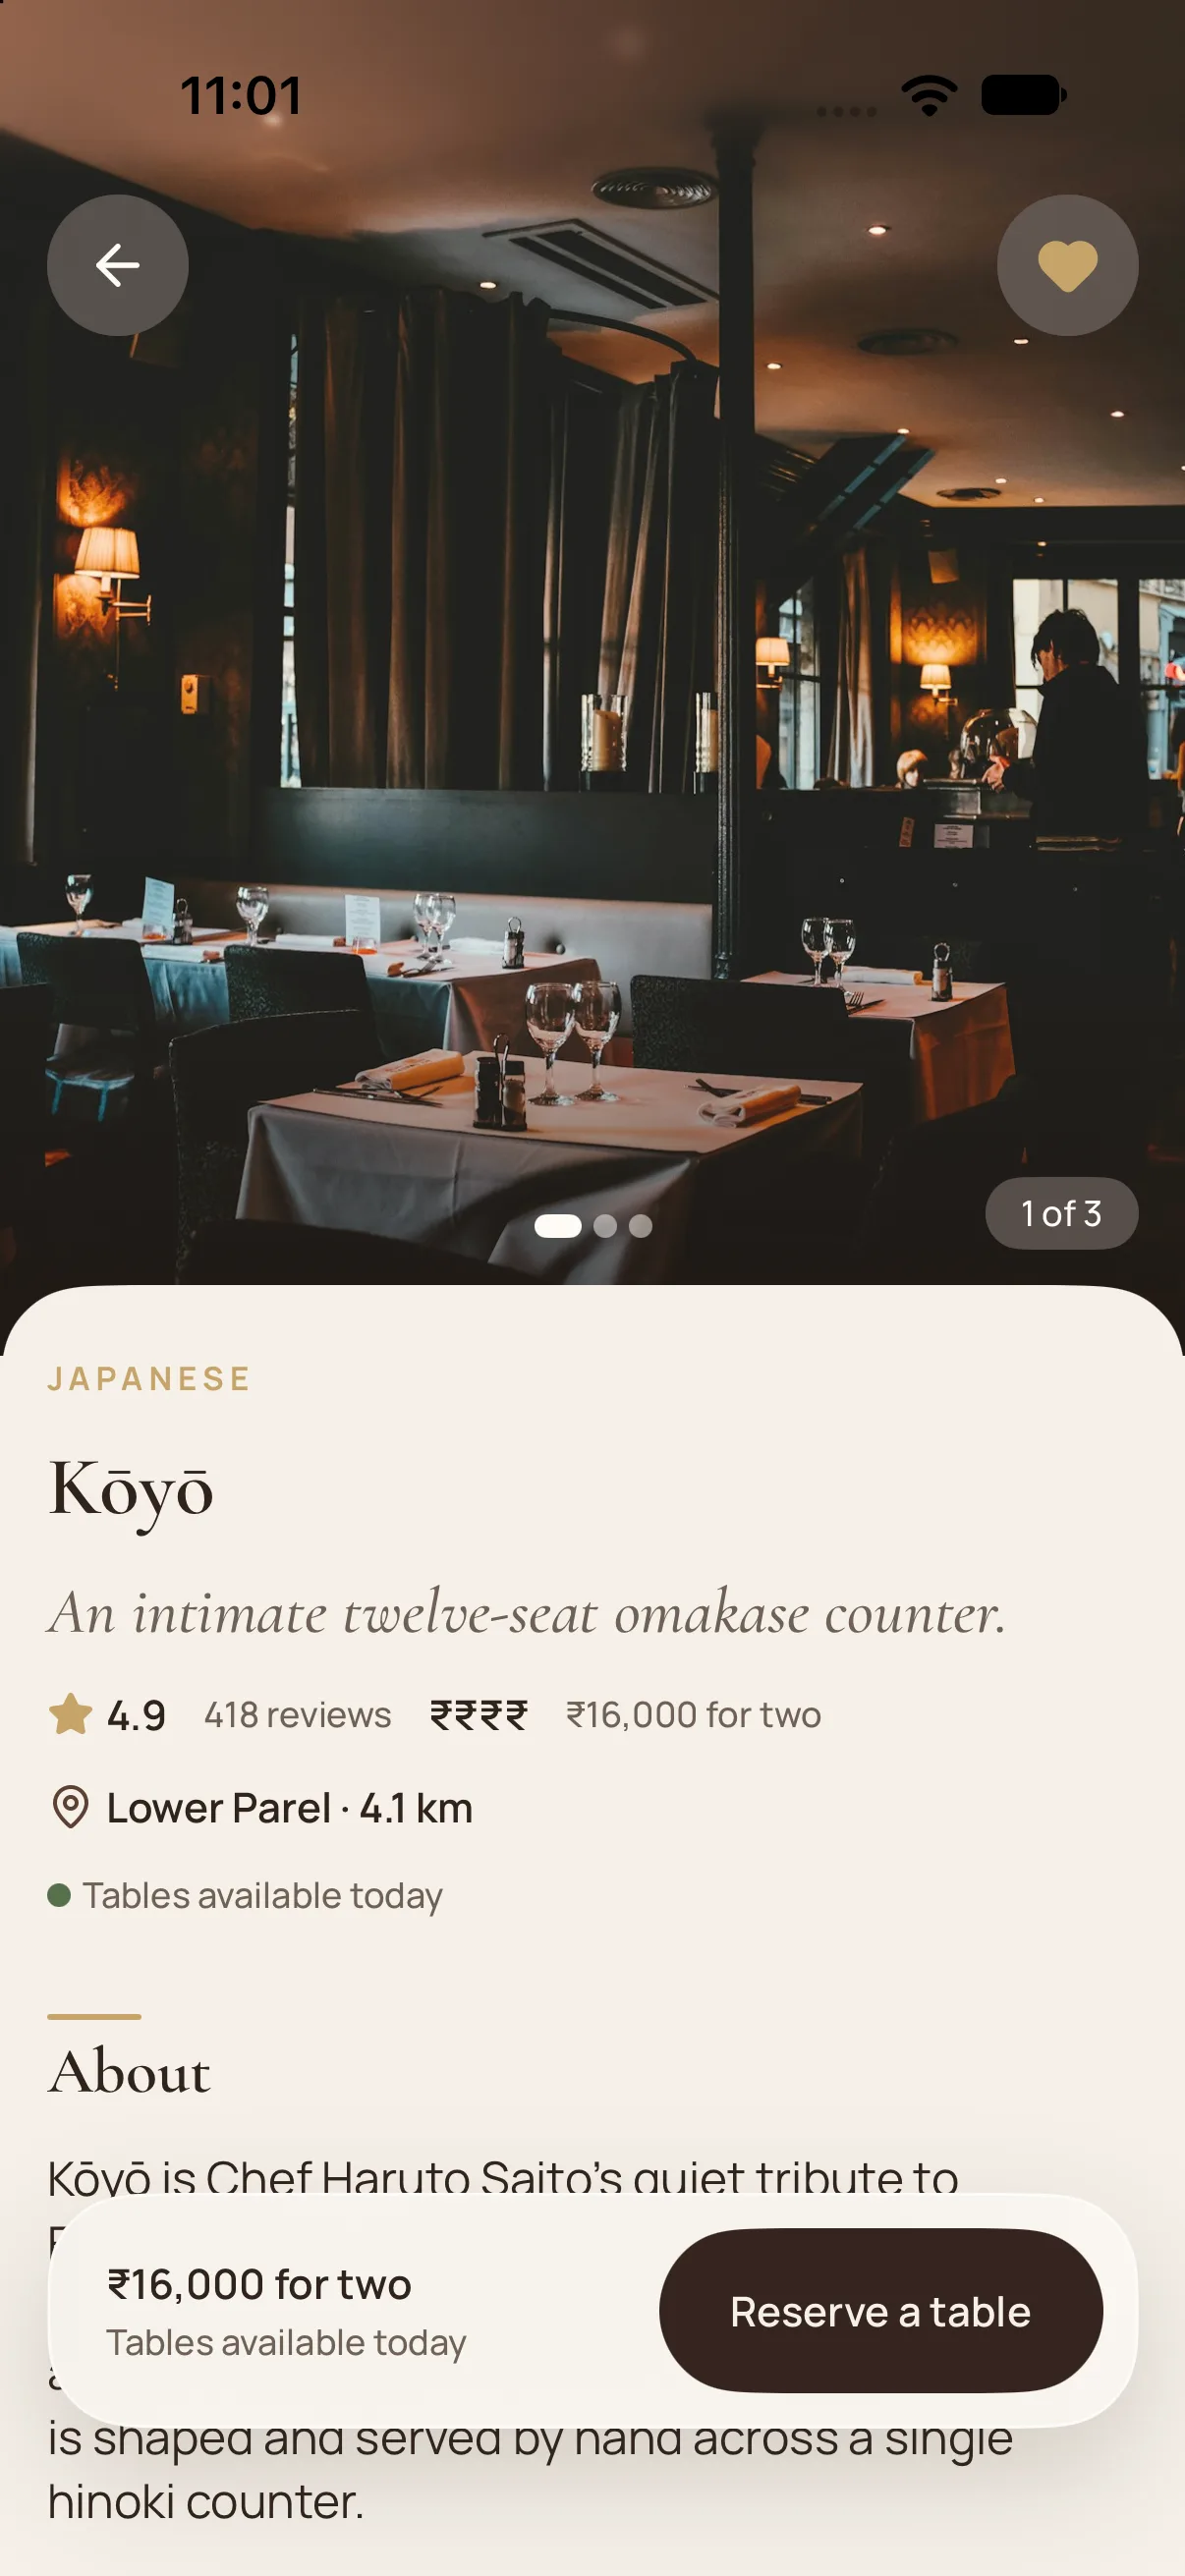 11:01
1 of 3
JAPANESE
Kōyō
An intimate twelve-seat omakase counter.
4.9 418 reviews ₹₹₹₹ ₹16,000 for two
Lower Parel · 4.1 km
Tables available today
About
Kōyō is Chef Haruto Saito’s quiet tribute to
₹16,000 for two
Tables available today
Reserve a table
is shaped and served by hand across a single
hinoki counter.